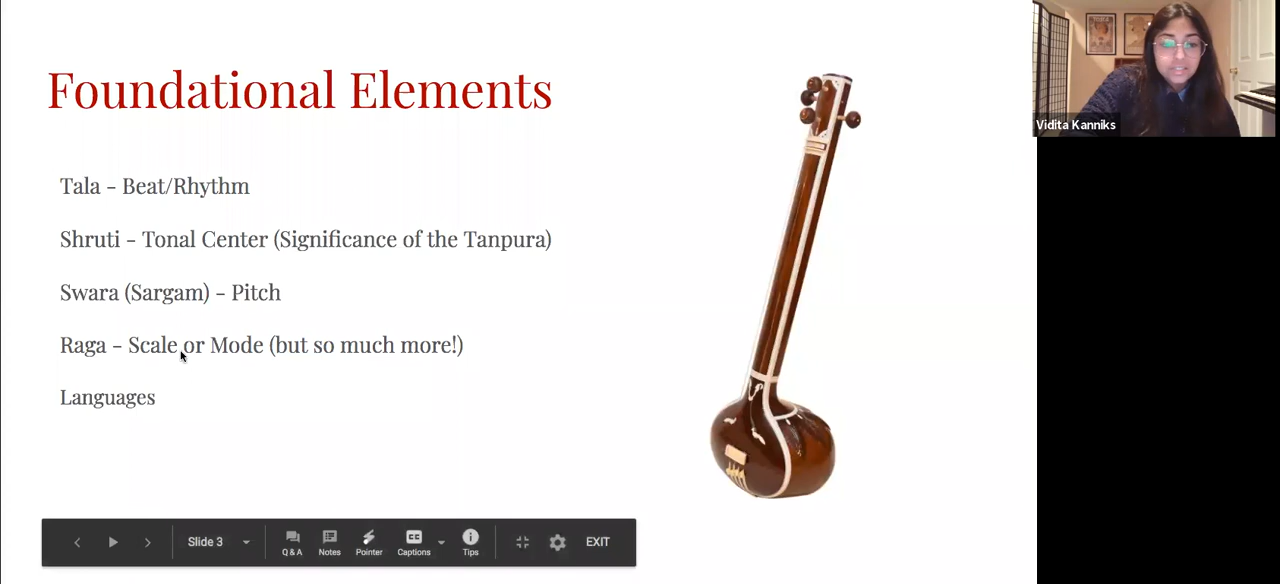 Foundational Elements
Tala - Beat/Rhythm
Shruti - Tonal Center (Significance of the Tanpura)
Swara (Sargam) - Pitch
Raga - Scale or Mode (but so much more!)
Languages
Vidita Kanniks
Slide 3
Q & A
Notes
Pointer
CC
Captions
Tips
EXIT